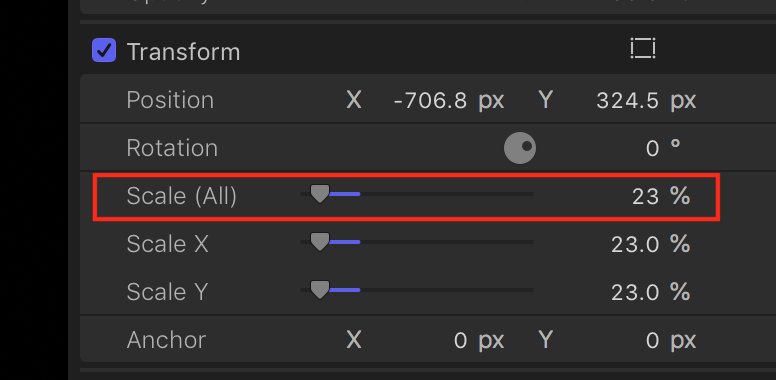 Transform
Position X -706.8 px Y 324.5 px
Rotation 0 °
Scale (All) 23 %
Scale X 23.0 %
Scale Y 23.0 %
Anchor X 0 px Y 0 px